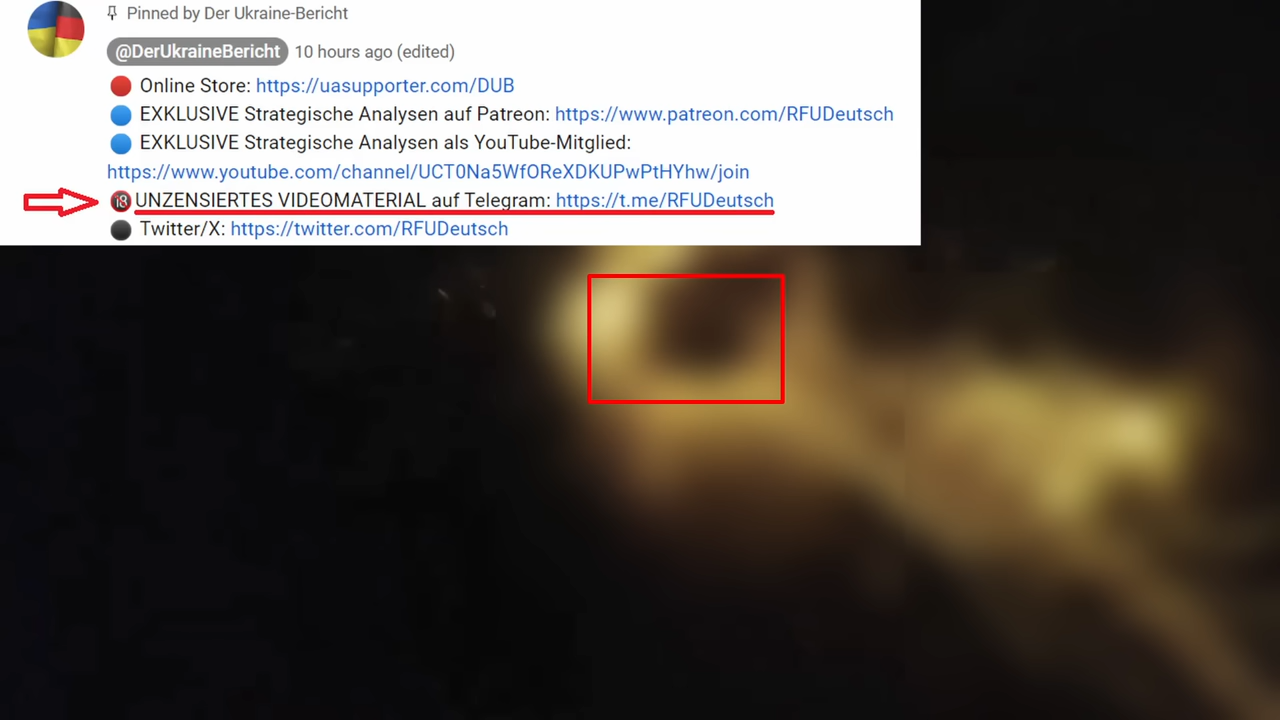 Pinned by Der Ukraine-Bericht
@DerUkraineBericht 10 hours ago (edited)
Online Store: https://uasupporter.com/DUB
EXKLUSIVE Strategische Analysen auf Patreon: https://www.patreon.com/RFUDeutsch
EXKLUSIVE Strategische Analysen als YouTube-Mitglied:
https://www.youtube.com/channel/UCT0Na5WfOReXDKUPwPtHYhw/join
🔞UNZENSIERTES VIDEOMATERIAL auf Telegram: https://t.me/RFUDeutsch
Twitter/X: https://twitter.com/RFUDeutsch